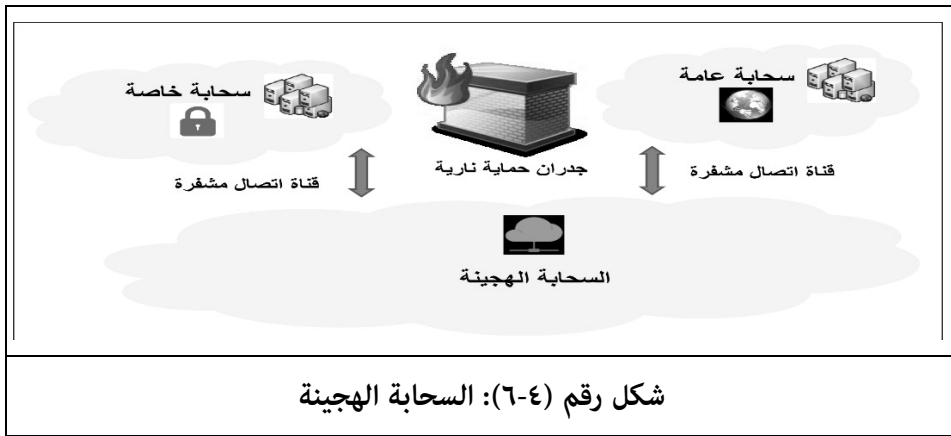 سحابة عامة
سحابة خاصة
جدران حماية نارية
قناة اتصال مشفرة
قناة اتصال مشفرة
السحابة الهجينة
شكل رقم (٤-٦): السحابة الهجينة